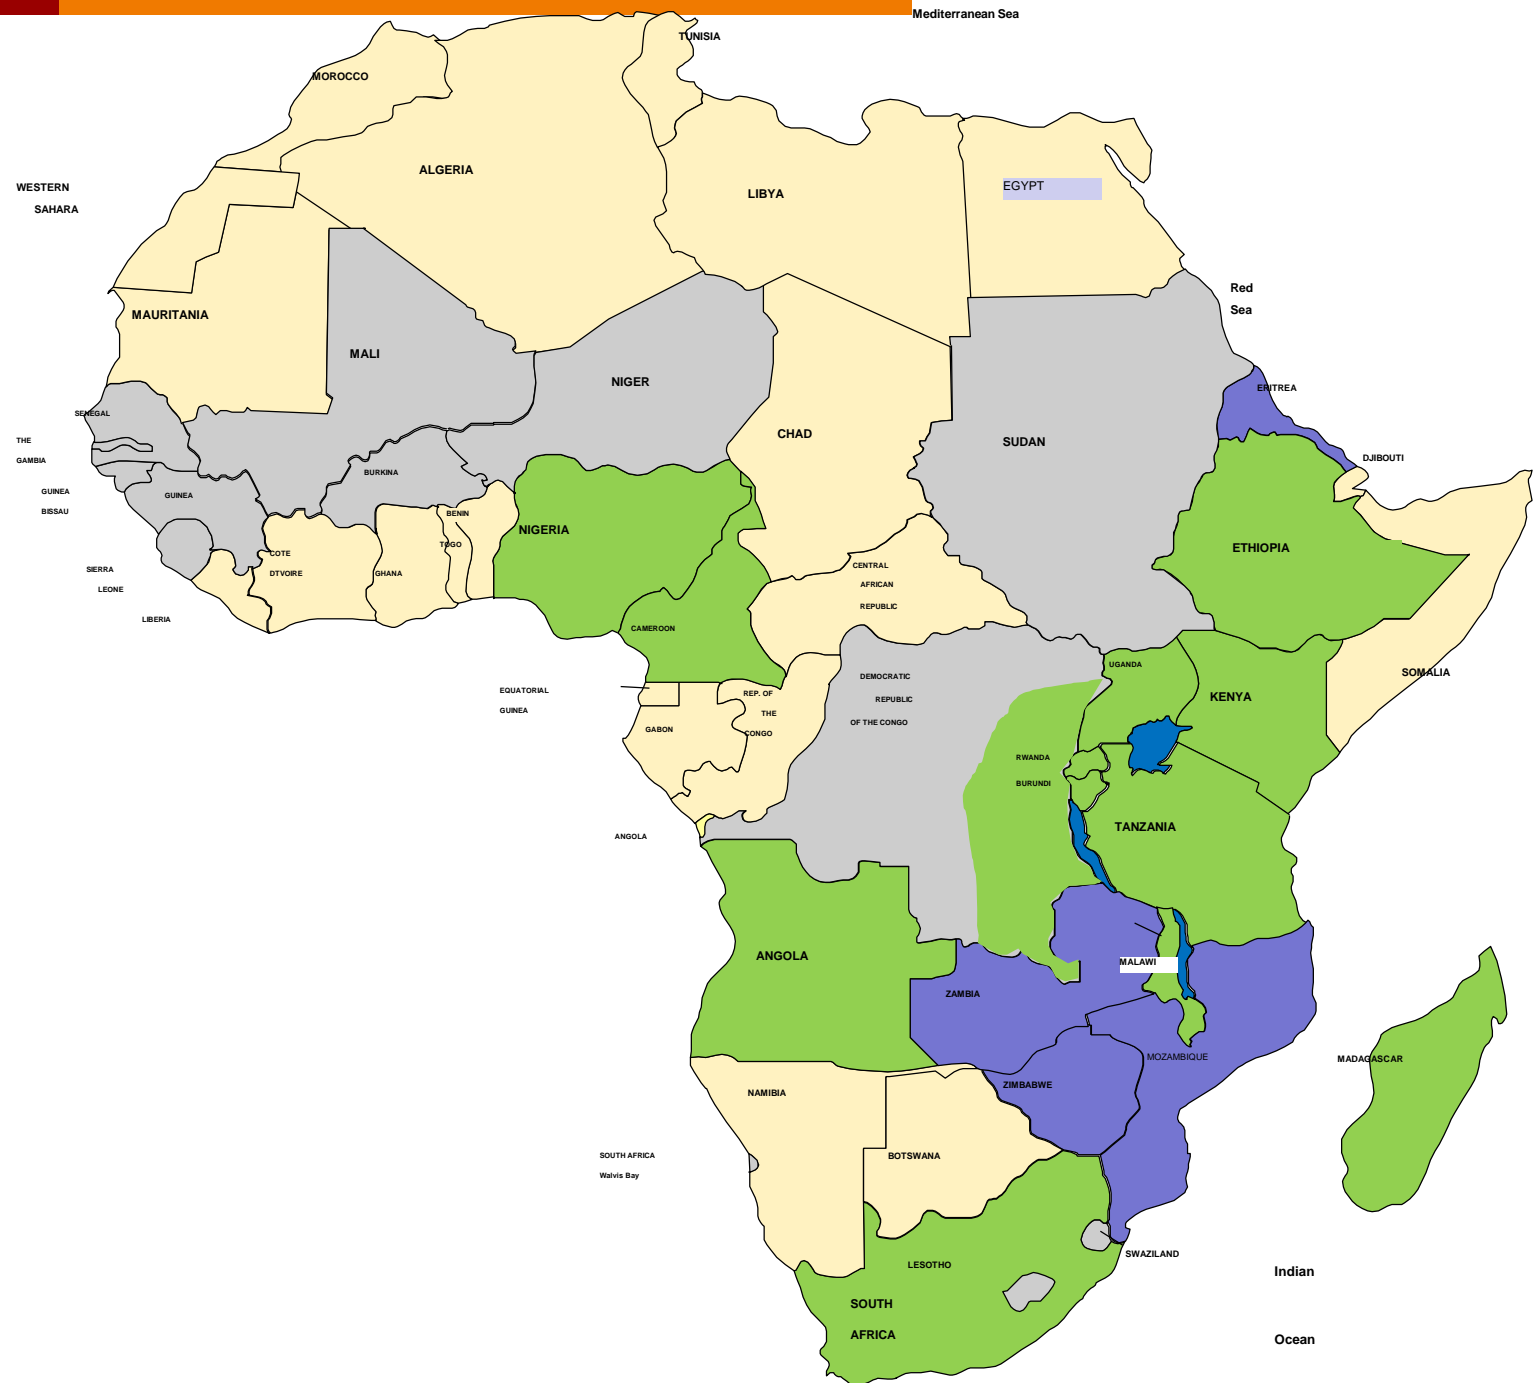 Mediterranean Sea
TUNISIA
MOROCCO
ALGERIA
LIBYA
EGYPT
WESTERN
SAHARA
Red
Sea
MAURITANIA
MALI
NIGER
ERITREA
SENEGAL
CHAD
SUDAN
THE
GAMBIA
DJIBOUTI
BURKINA
GUINEA
BISSAU
GUINEA
BENIN
NIGERIA
TOGO
ETHIOPIA
COTE
DTVOIRE
GHANA
CENTRAL
AFRICAN
REPUBLIC
SIERRA
LEONE
LIBERIA
CAMEROON
UGANDA
SOMALIA
DEMOCRATIC
REPUBLIC
OF THE CONGO
EQUATORIAL
GUINEA
REP. OF
THE
CONGO
KENYA
GABON
RWANDA
BURUNDI
TANZANIA
ANGOLA
ANGOLA
MALAWI
ZAMBIA
MOZAMBIQUE
MADAGASCAR
NAMIBIA
ZIMBABWE
SOUTH AFRICA
Walvis Bay
BOTSWANA
SWAZILAND
LESOTHO
Indian
SOUTH
AFRICA
Ocean